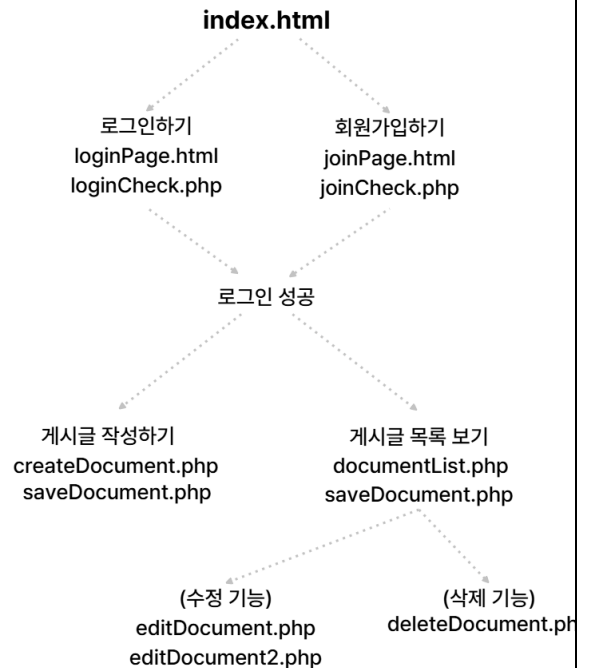 index.html
로그인하기
loginPage.html
loginCheck.php
회원가입하기
joinPage.html
joinCheck.php
로그인 성공
게시글 작성하기
createDocument.php
saveDocument.php
게시글 목록 보기
documentList.php
saveDocument.php
(수정 기능)
editDocument.php
editDocument2.php
(삭제 기능)
deleteDocument.ph